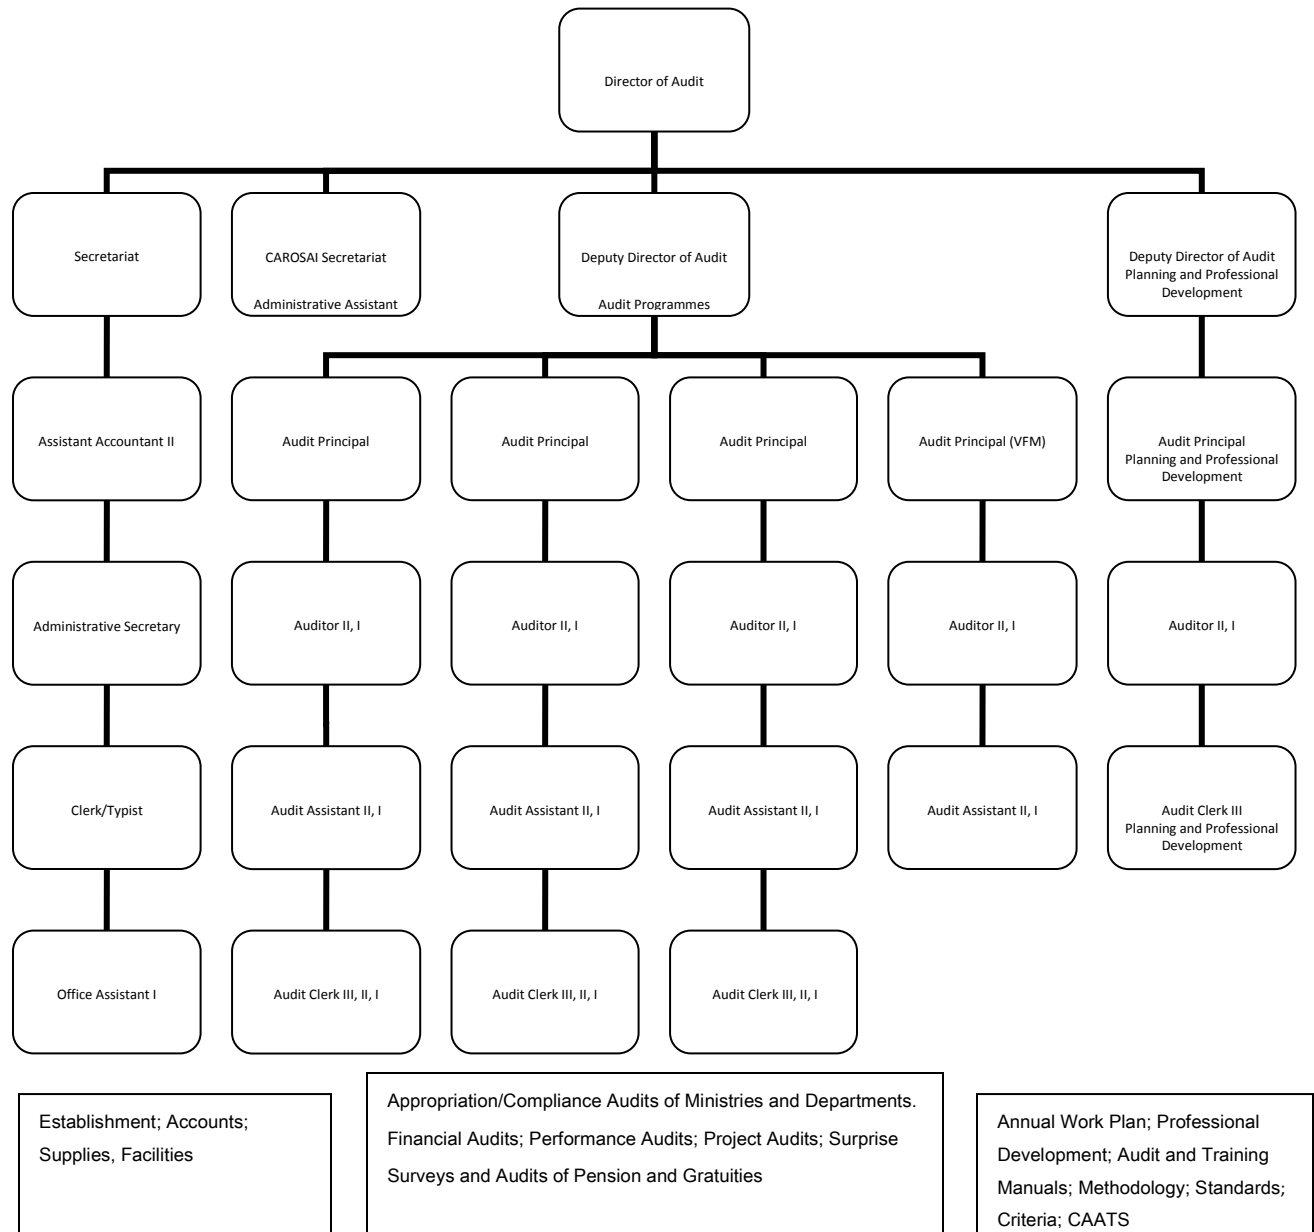 Director of Audit
Secretariat
CAROSAI Secretariat
Administrative Assistant
Deputy Director of Audit
Audit Programmes
Deputy Director of Audit
Planning and Professional
Development
Assistant Accountant II
Audit Principal
Audit Principal
Audit Principal
Audit Principal (VFM)
Audit Principal
Planning and Professional
Development
Administrative Secretary
Auditor II, I
Auditor II, I
Auditor II, I
Auditor II, I
Auditor II, I
Clerk/Typist
Audit Assistant II, I
Audit Assistant II, I
Audit Assistant II, I
Audit Assistant II, I
Audit Clerk III
Planning and Professional
Development
Office Assistant I
Audit Clerk III, II, I
Audit Clerk III, II, I
Audit Clerk III, II, I
Establishment; Accounts;
Supplies, Facilities
Appropriation/Compliance Audits of Ministries and Departments.
Financial Audits; Performance Audits; Project Audits; Surprise
Surveys and Audits of Pension and Gratuities
Annual Work Plan; Professional
Development; Audit and Training
Manuals; Methodology; Standards;
Criteria; CAATS